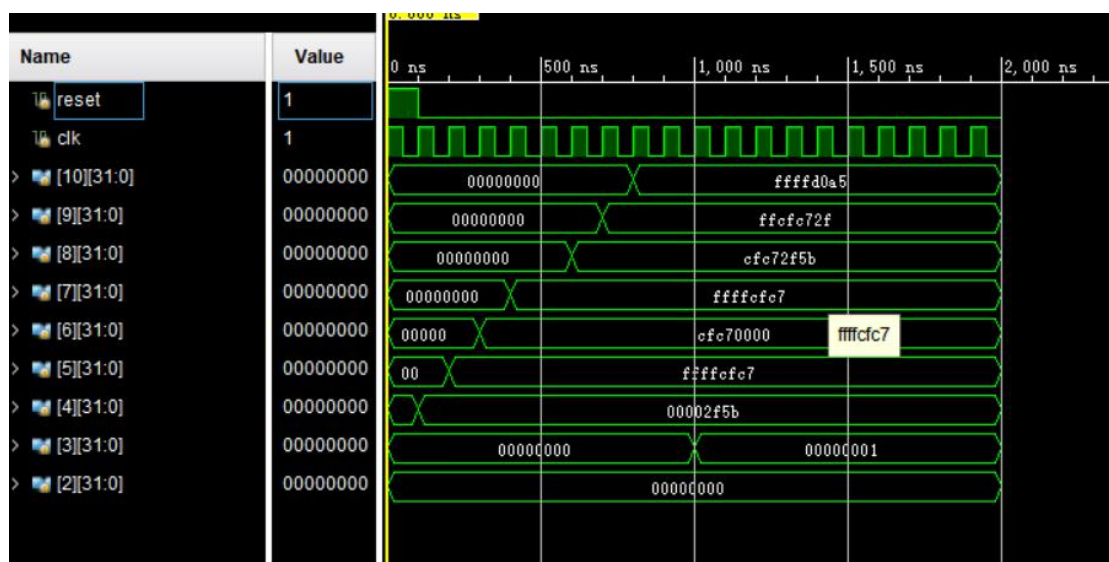 0.000 ns
Name Value 0 ns 500 ns 1,000 ns 1,500 ns 2,000 ns
reset 1
clk 1
[10][31:0] 00000000 00000000 ffffd0a5
[9][31:0] 00000000 00000000 ffcfc72f
[8][31:0] 00000000 00000000 cfc72f5b
[7][31:0] 00000000 00000000 ffffcfc7
[6][31:0] 00000000 00000 cfc70000 ffffcfc7
[5][31:0] 00000000 00 ffffcfc7
[4][31:0] 00000000 00002f5b
[3][31:0] 00000000 00000000 00000001
[2][31:0] 00000000 00000000